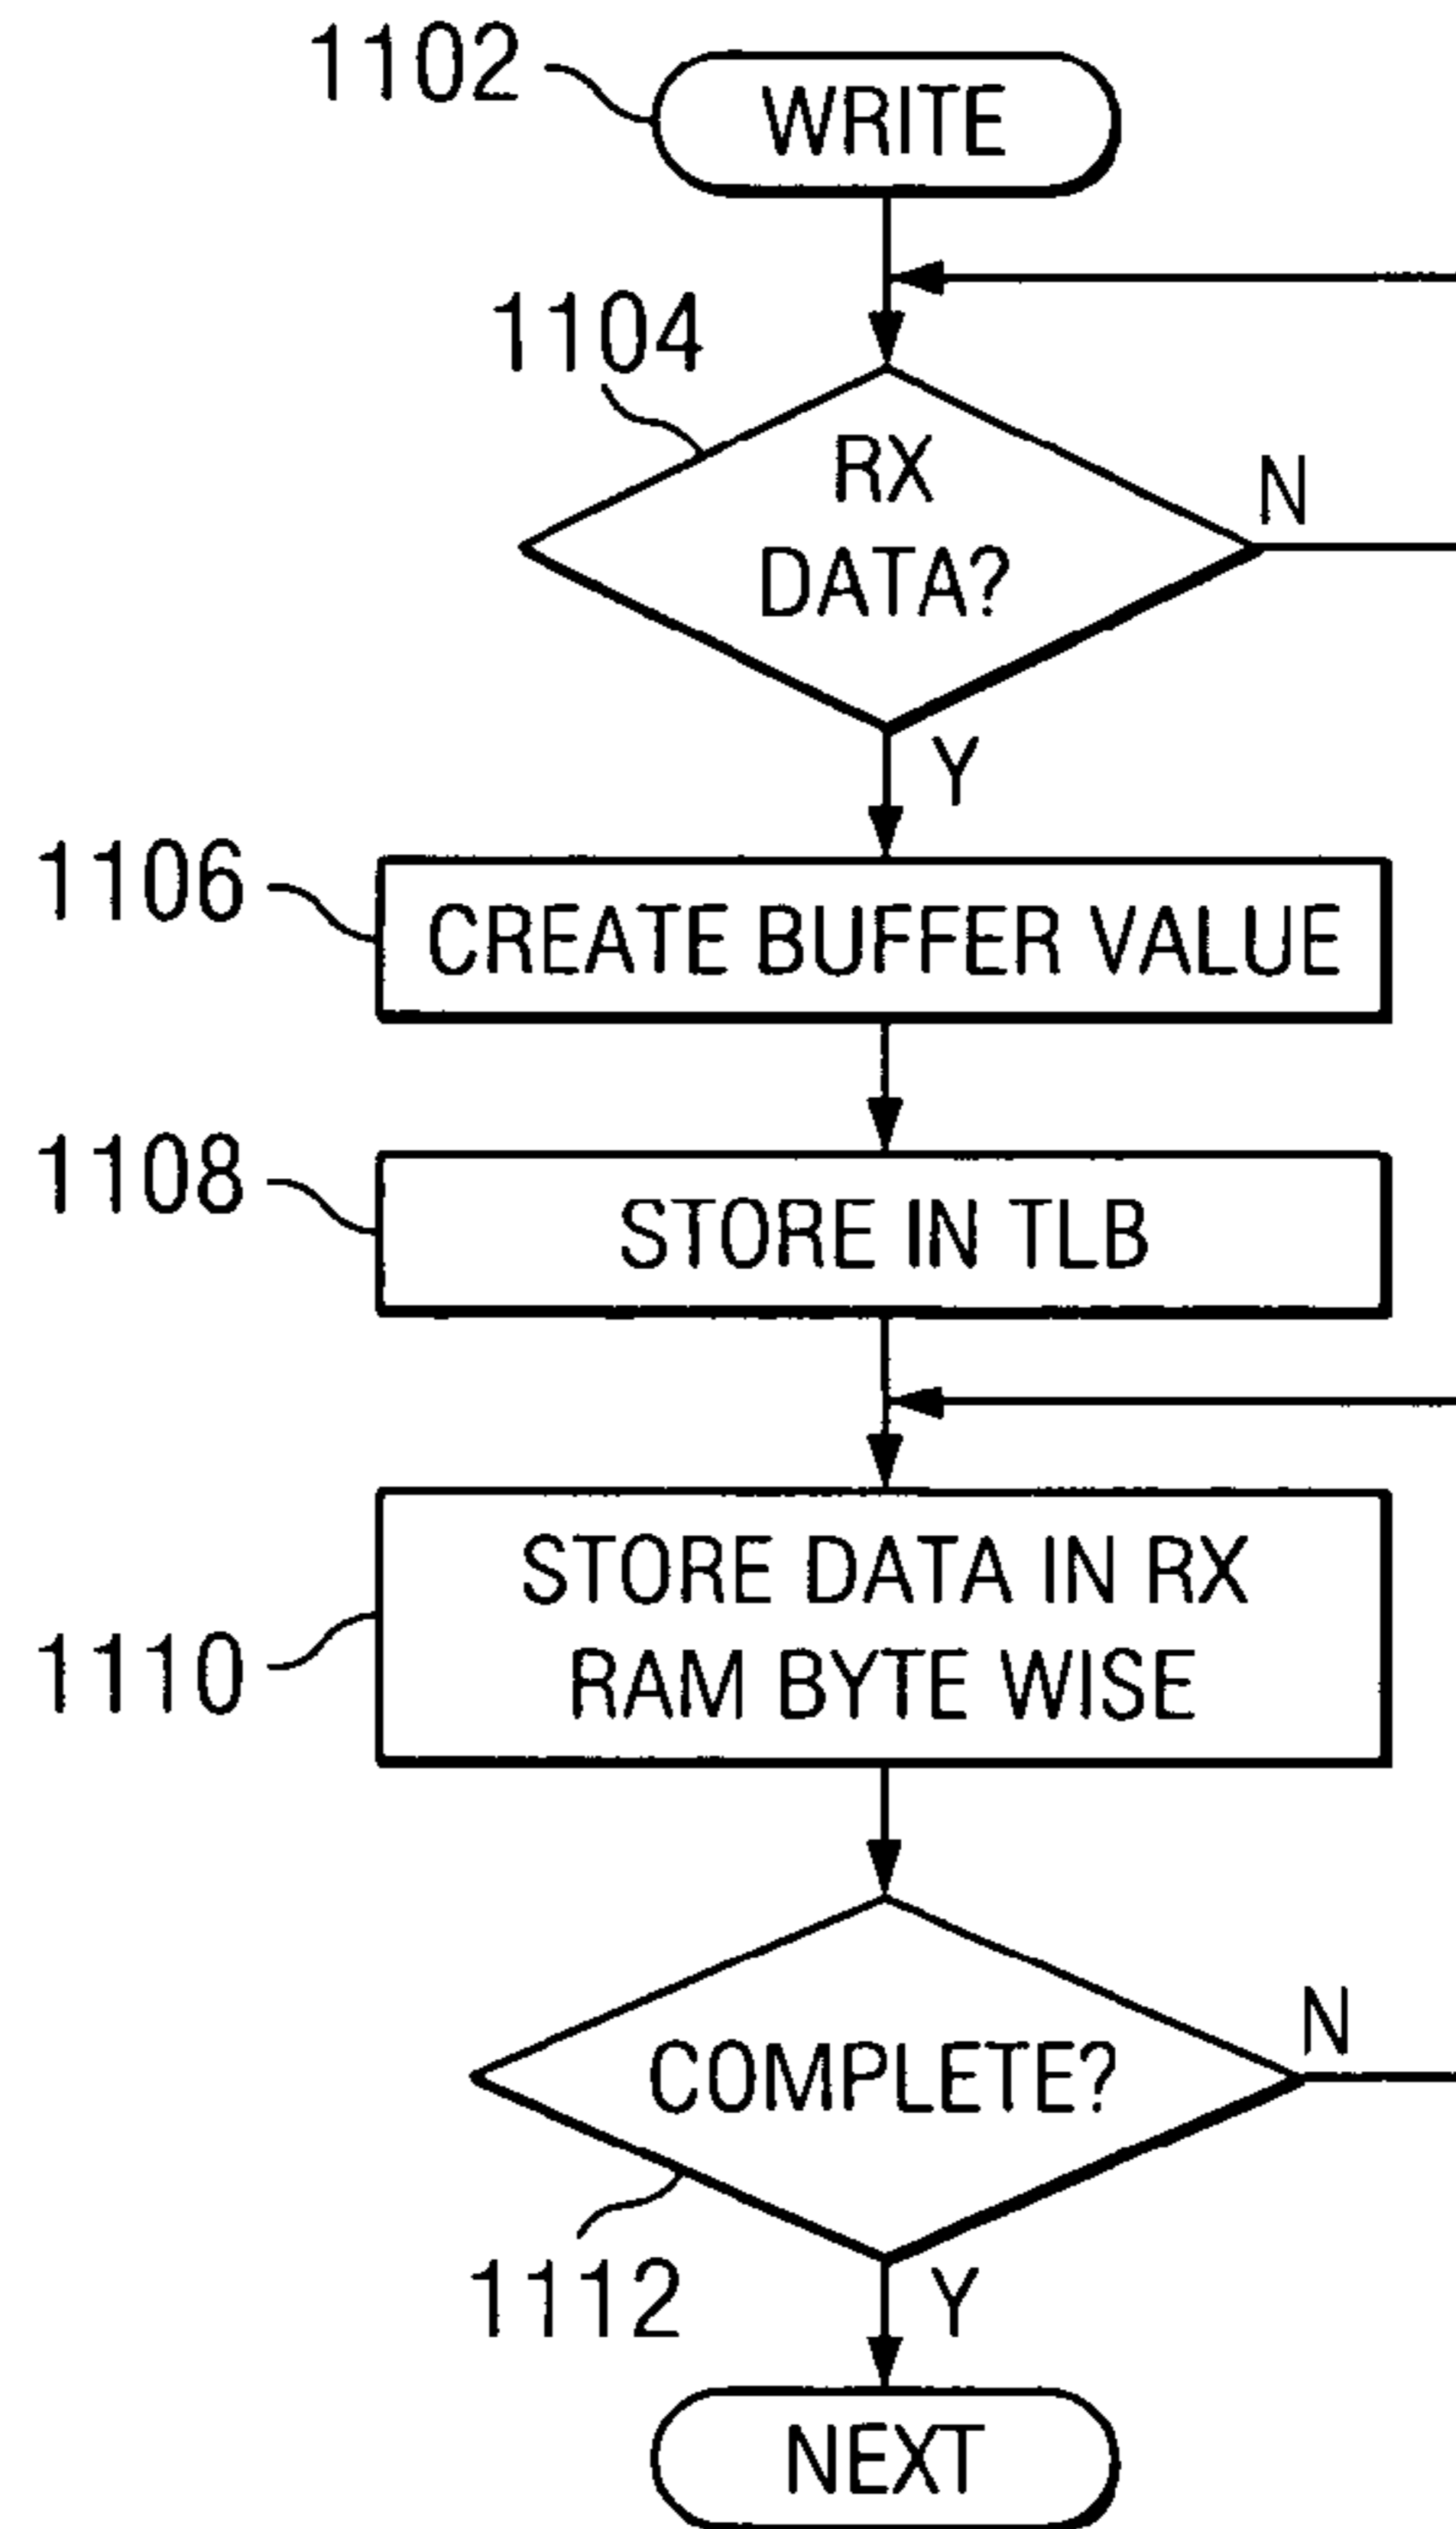 1102
WRITE
1104
RX
DATA?
N
Y
1106
CREATE BUFFER VALUE
1108
STORE IN TLB
STORE DATA IN RX
RAM BYTE WISE
1110
COMPLETE?
N
1112
Y
NEXT